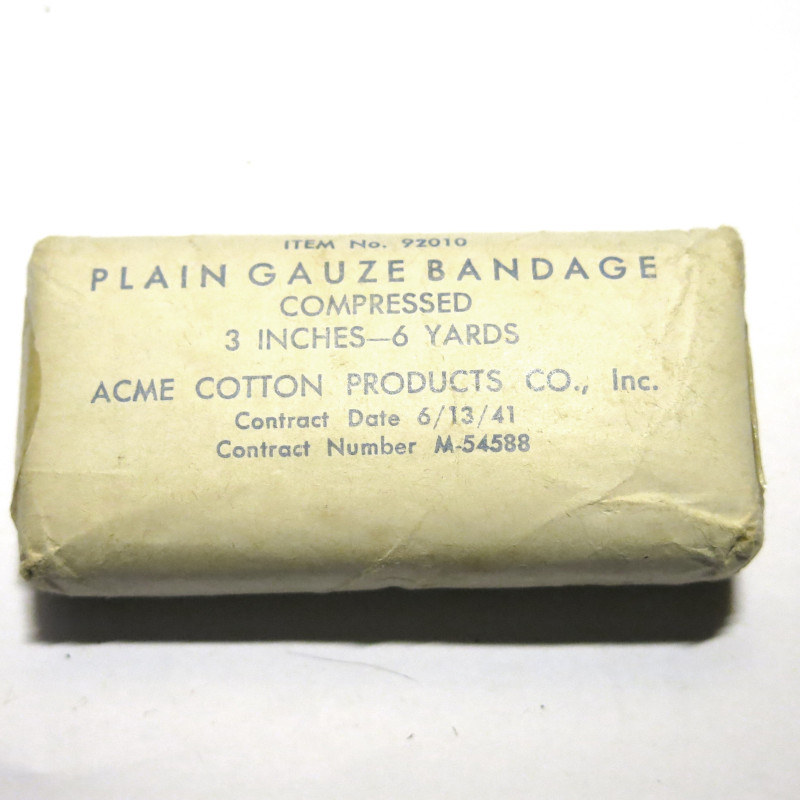 ITEM No. 92010
PLAIN GAUZE BANDAGE
COMPRESSED
3 INCHES—6 YARDS
ACME COTTON PRODUCTS CO., Inc.
Contract Date 6/13/41
Contract Number M-54588